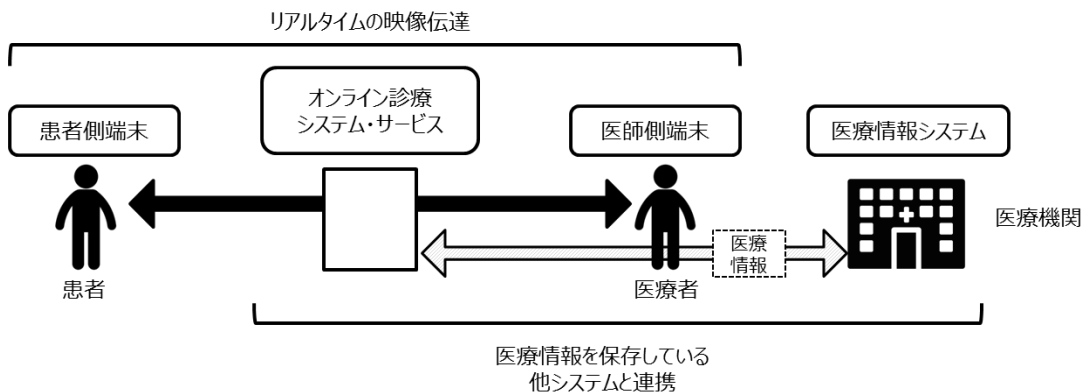 リアルタイムの映像伝達
オンライン診療
システム・サービス
患者側端末
医師側端末
医療情報システム
医療機関
医療
情報
患者
医療者
医療情報を保存している
他システムと連携